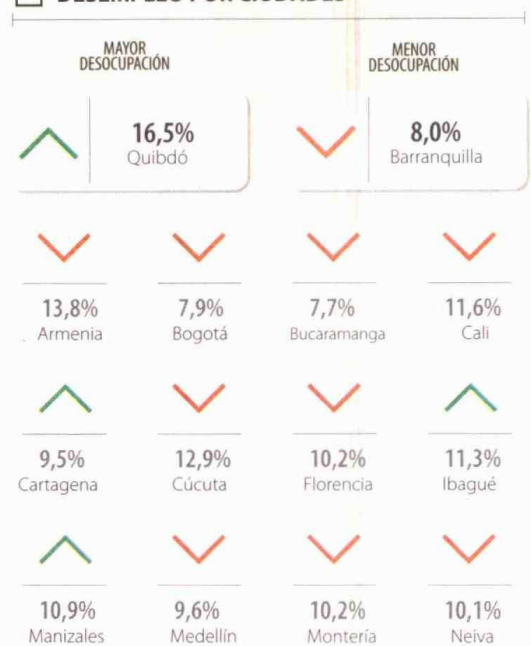 MAYOR
DESOCUPACIÓN
MENOR
DESOCUPACIÓN
16,5%
Quibdó
8,0%
Barranquilla
13,8%
Armenia
7,9%
Bogotá
7,7%
Bucaramanga
11,6%
Cali
9,5%
Cartagena
12,9%
Cúcuta
10,2%
Florencia
11,3%
Ibagué
10,9%
Manizales
9,6%
Medellín
10,2%
Montería
10,1%
Neiva